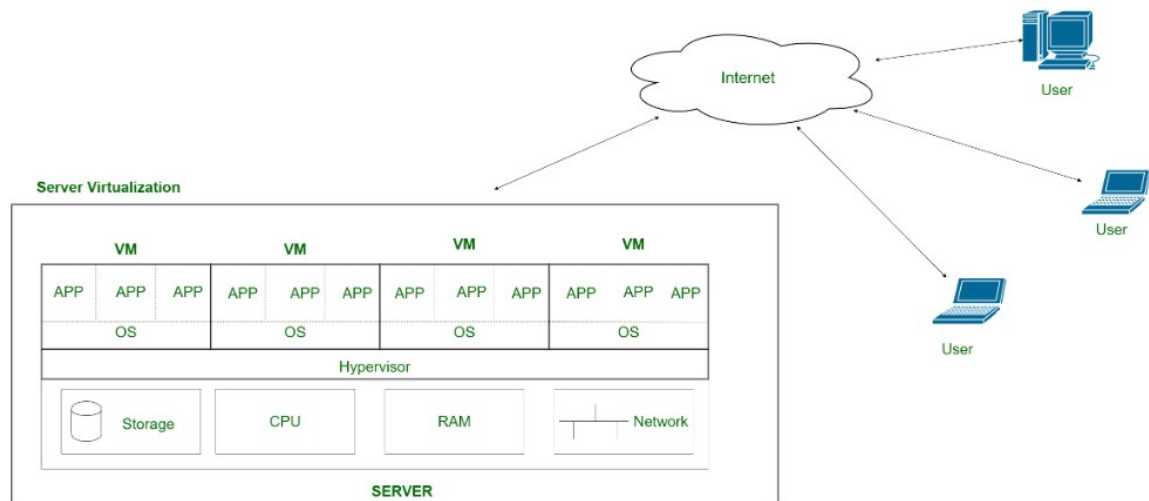 Internet
User
User
User
Server Virtualization
VM VM VM VM
APP APP APP APP APP APP APP APP APP APP APP APP
OS OS OS OS
Hypervisor
Storage CPU RAM Network
SERVER